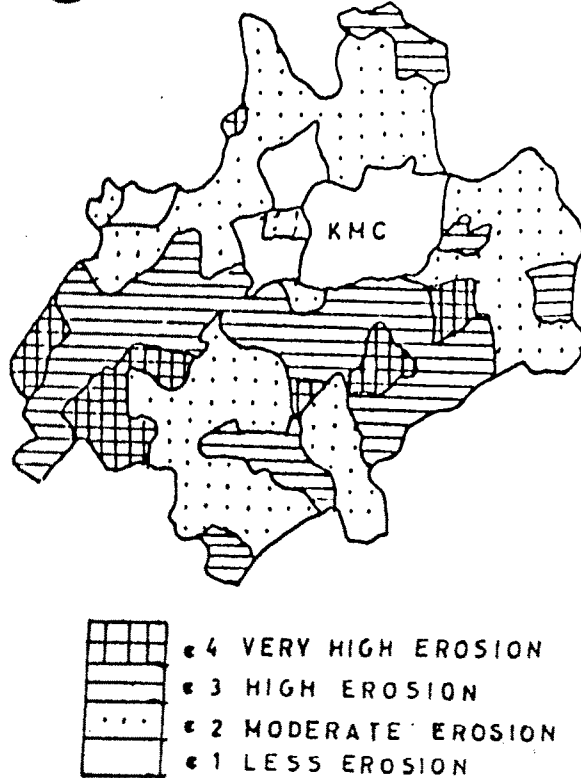 KMC
e 4 VERY HIGH EROSION
e 3 HIGH EROSION
e 2 MODERATE EROSION
e 1 LESS EROSION